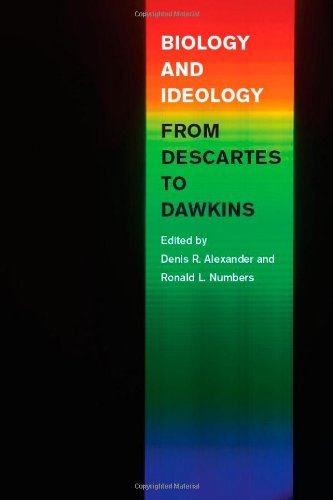 BIOLOGY
AND
IDEOLOGY
FROM
DESCARTES
TO
DAWKINS
Edited by
Denis R. Alexander and
Ronald L. Numbers